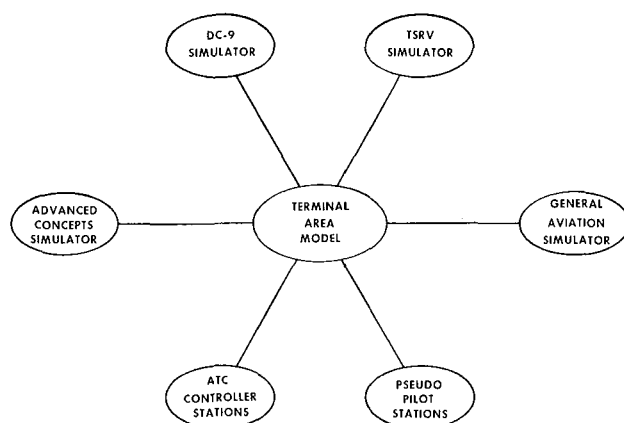 DC-9
SIMULATOR
TSRV
SIMULATOR
ADVANCED
CONCEPTS
SIMULATOR
TERMINAL
AREA
MODEL
GENERAL
AVIATION
SIMULATOR
ATC
CONTROLLER
STATIONS
PSEUDO
PILOT
STATIONS